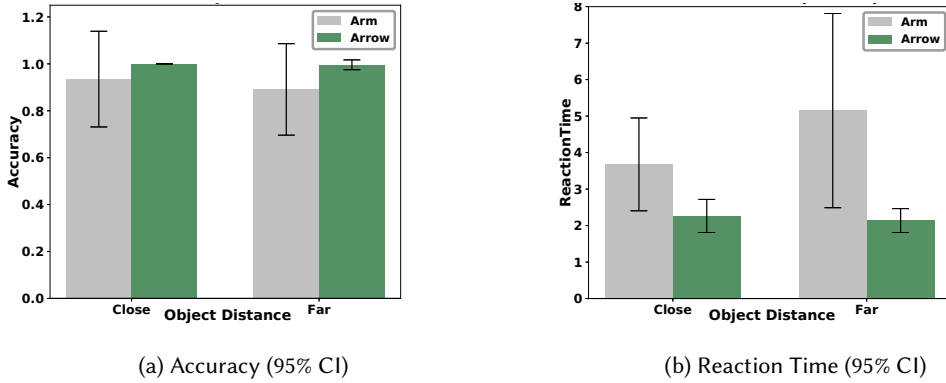 1.2
1.0
0.8
0.6
0.4
0.2
0.0
Accuracy
Arm
Arrow
Close
Far
Object Distance
(a) Accuracy (95% CI)
8
7
6
5
4
3
2
1
0
ReactionTime
Arm
Arrow
Close
Far
Object Distance
(b) Reaction Time (95% CI)